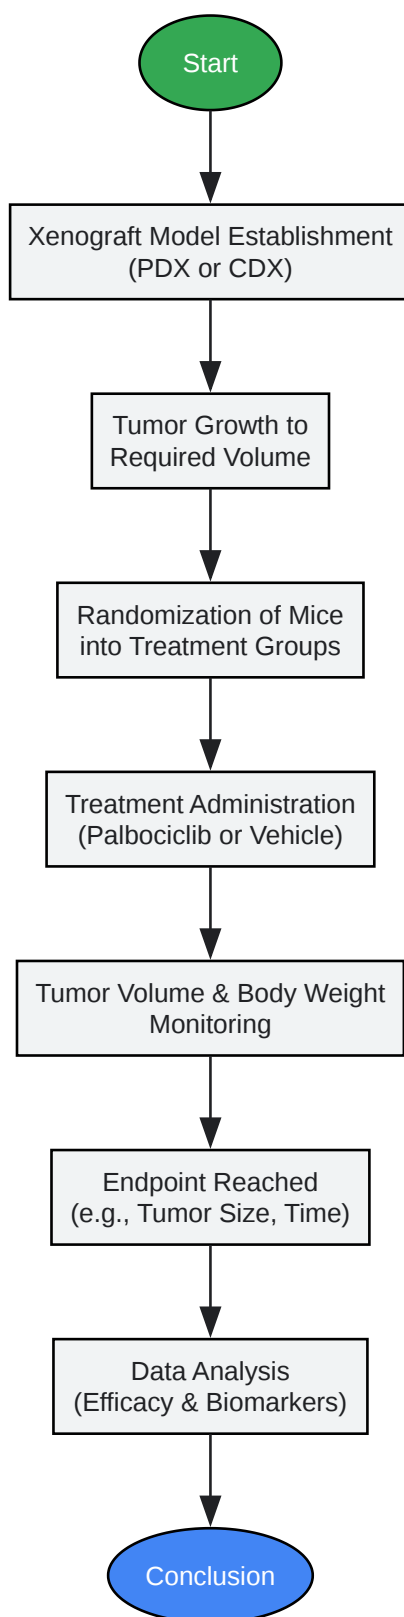 Start
Xenograft Model Establishment
(PDX or CDX)
Tumor Growth to
Required Volume
Randomization of Mice
into Treatment Groups
Treatment Administration
(Palbociclib or Vehicle)
Tumor Volume & Body Weight
Monitoring
Endpoint Reached
(e.g., Tumor Size, Time)
Data Analysis
(Efficacy & Biomarkers)
Conclusion